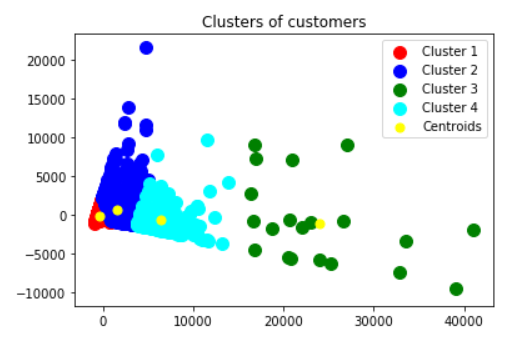 Clusters of customers
20000
15000
10000
5000
0
−5000
−10000
Cluster 1
Cluster 2
Cluster 3
Cluster 4
Centroids
0
10000
20000
30000
40000